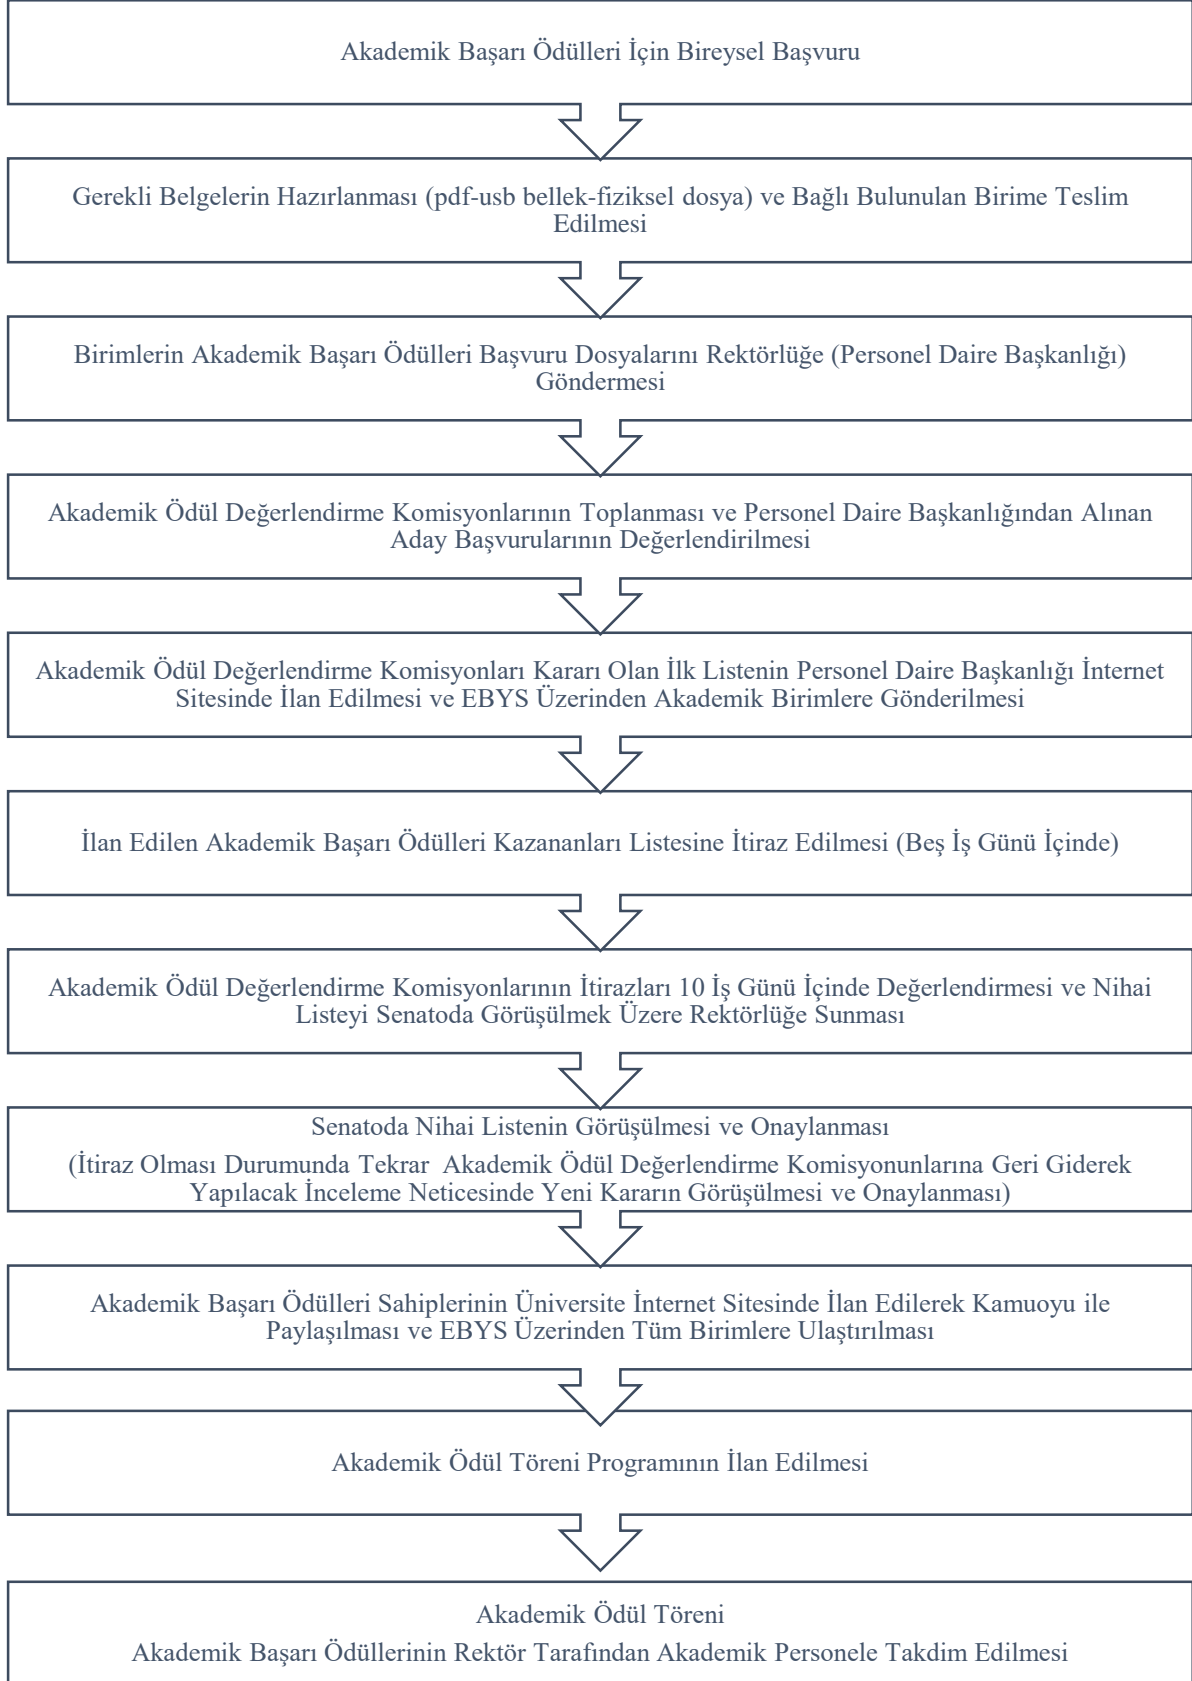 Akademik Başarı Ödülleri İçin Bireysel Başvuru
Gerekli Belgelerin Hazırlanması (pdf-usb bellek-fiziksel dosya) ve Bağlı Bulunulan Birime Teslim
Edilmesi
Birimlerin Akademik Başarı Ödülleri Başvuru Dosyalarını Rektörlüğe (Personel Daire Başkanlığı)
Göndermesi
Akademik Ödül Değerlendirme Komisyonlarının Toplanması ve Personel Daire Başkanlığından Alınan
Aday Başvurularının Değerlendirilmesi
Akademik Ödül Değerlendirme Komisyonları Kararı Olan İlk Listenin Personel Daire Başkanlığı İnternet
Sitesinde İlan Edilmesi ve EBYS Üzerinden Akademik Birimlere Gönderilmesi
İlan Edilen Akademik Başarı Ödülleri Kazananları Listesine İtiraz Edilmesi (Beş İş Günü İçinde)
Akademik Ödül Değerlendirme Komisyonlarının İtirazları 10 İş Günü İçinde Değerlendirmesi ve Nihai
Listeyi Senatoda Görüşülmek Üzere Rektörlüğe Sunması
Senatoda Nihai Listenin Görüşülmesi ve Onaylanması
(İtiraz Olması Durumunda Tekrar  Akademik Ödül Değerlendirme Komisyonunlarına Geri Giderek
Yapılacak İnceleme Neticesinde Yeni Kararın Görüşülmesi ve Onaylanması)
Akademik Başarı Ödülleri Sahiplerinin Üniversite İnternet Sitesinde İlan Edilerek Kamuoyu ile
Paylaşılması ve EBYS Üzerinden Tüm Birimlere Ulaştırılması
Akademik Ödül Töreni Programının İlan Edilmesi
Akademik Ödül Töreni
Akademik Başarı Ödüllerinin Rektör Tarafından Akademik Personele Takdim Edilmesi